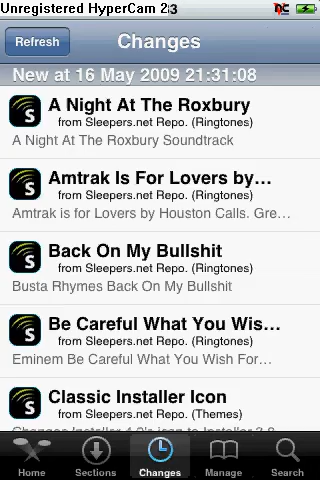 Unregistered HyperCam 2
Refresh
Changes
New at 16 May 2009 21:31:08
A Night At The Roxbury
from Sleepers.net Repo. (Ringtones)
A Night At The Roxbury Soundtrack
Amtrak Is For Lovers by…
from Sleepers.net Repo. (Ringtones)
Amtrak is for Lovers by Houston Calls. Gre…
Back On My Bullshit
from Sleepers.net Repo. (Ringtones)
Busta Rhymes Back On My Bullshit
Be Careful What You Wis…
from Sleepers.net Repo. (Ringtones)
Eminem Be Careful What You Wish For…
Classic Installer Icon
from Sleepers.net Repo. (Themes)
Home Sections Changes Manage Search